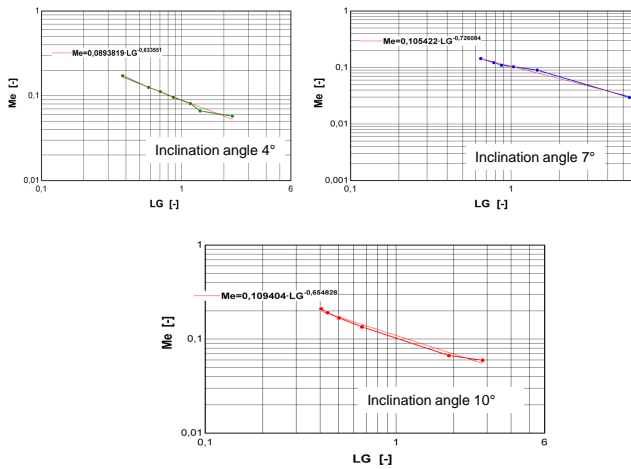 1
Me=0,0893819·LG-0,633551
0,1
Me [-]
Inclination angle 4°
0,01
0,1
1
6
LG [-]
1
Me=0,105422·LG-0,726084
0,1
Me [-]
0,01
Inclination angle 7°
0,001
0,1
1
6
LG [-]
1
Me=0,109404·LG-0,654828
Me [-]
0,1
Inclination angle 10°
0,01
0,1
1
6
LG [-]